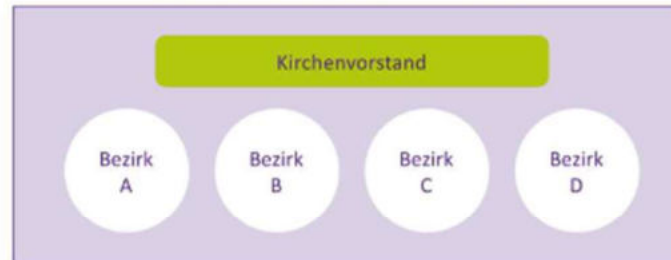 Kirchenvorstand
Bezirk
A
Bezirk
B
Bezirk
C
Bezirk
D